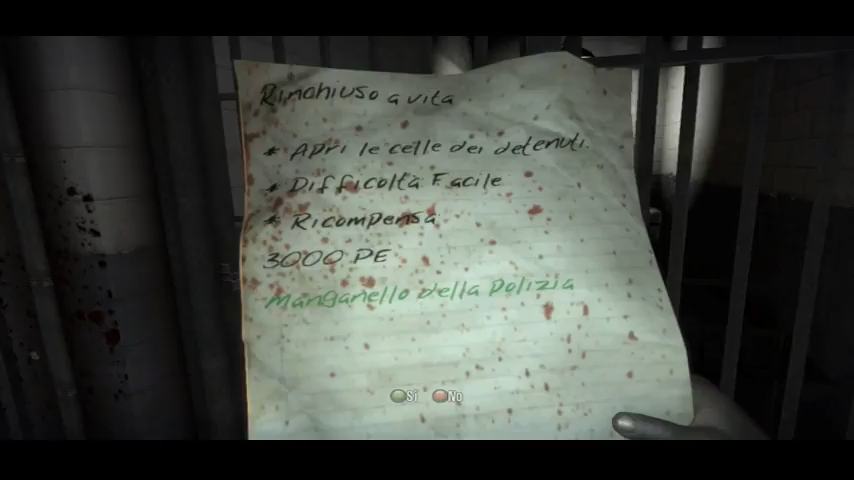 Rinchiuso a vita
* Apri le celle dei detenuti.
* Difficoltà Facile
* Ricompensa
3000 PE
Manganello della Polizia
Sì No